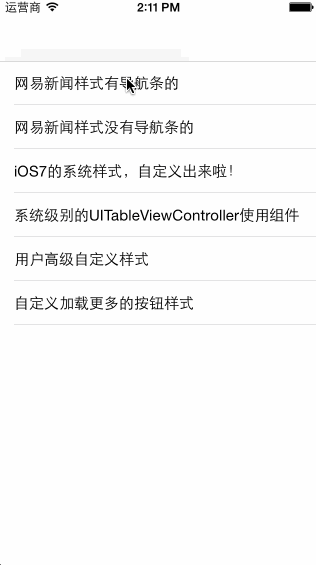 运营商 2:11 PM
网易新闻样式有导航条的
网易新闻样式没有导航条的
iOS7的系统样式，自定义出来啦！
系统级别的UITableViewController使用组件
用户高级自定义样式
自定义加载更多的按钮样式